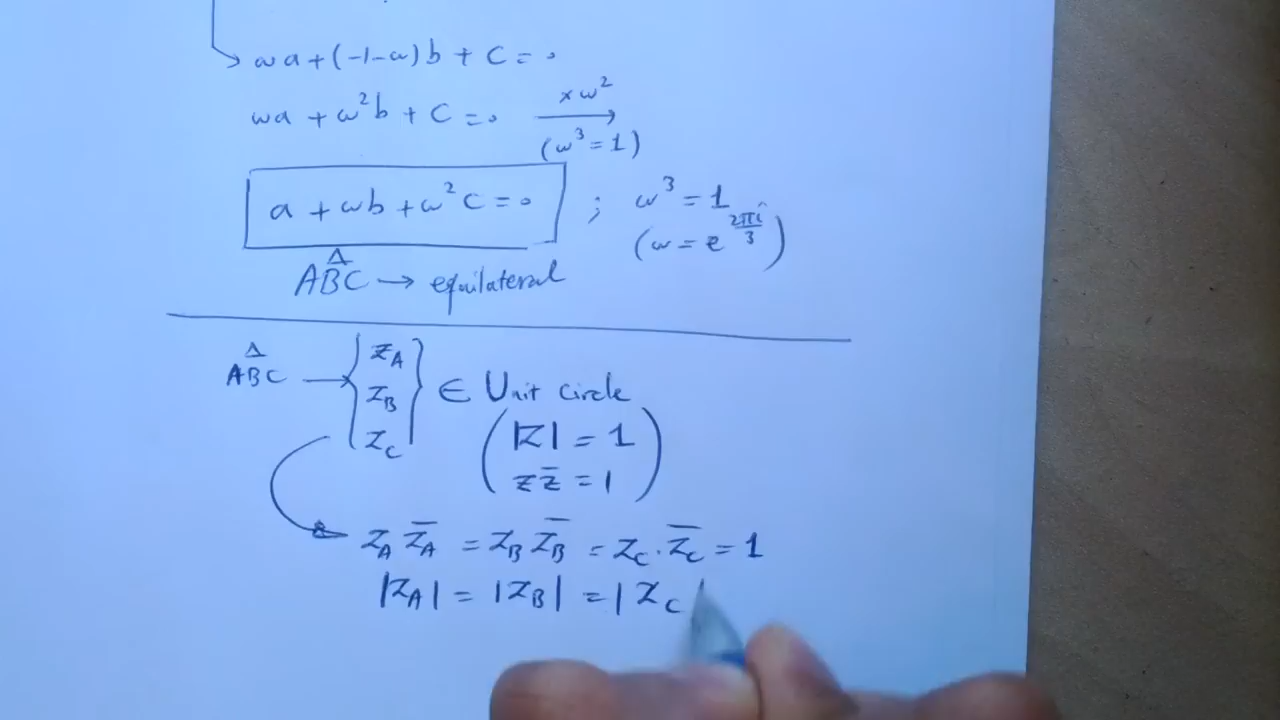 ωa + (-1-ω)b + C = 0
ωa + ω²b + C = 0 ×ω² (ω³ = 1)
a + ωb + ω²C = 0 ; ω³ = 1
(ω = e^{2πi/3})
ABC → equilateral
Δ
ABC → { z_A z_B z_C } ∈ Unit circle
( |z| = 1
z z̄ = 1 )
z_A z̄_A = z_B z̄_B = z_C . z̄_C = 1
|z_A| = |z_B| = |z_C|